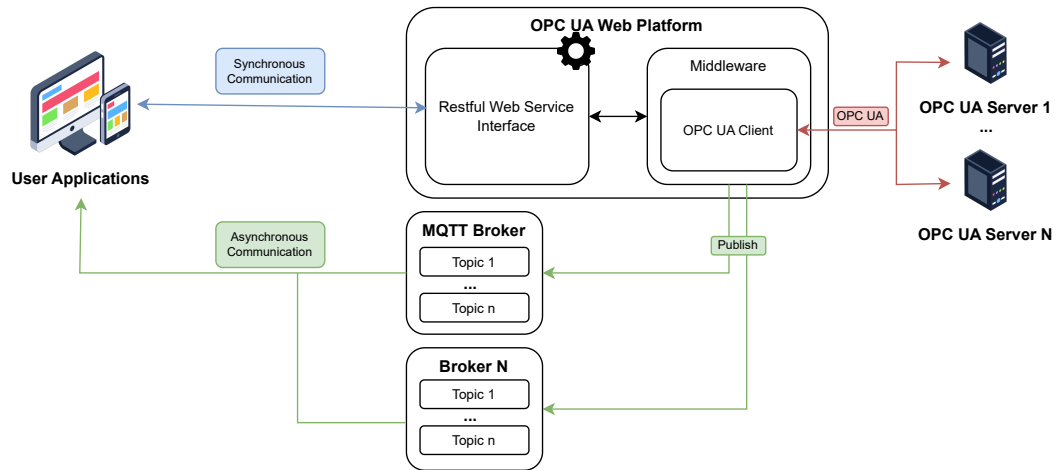 OPC UA Web Platform
Synchronous
Communication
Restful Web Service
Interface
Middleware
OPC UA Client
OPC UA
OPC UA Server 1
...
OPC UA Server N
User Applications
Asynchronous
Communication
Publish
MQTT Broker
Topic 1
...
Topic n
Broker N
Topic 1
...
Topic n